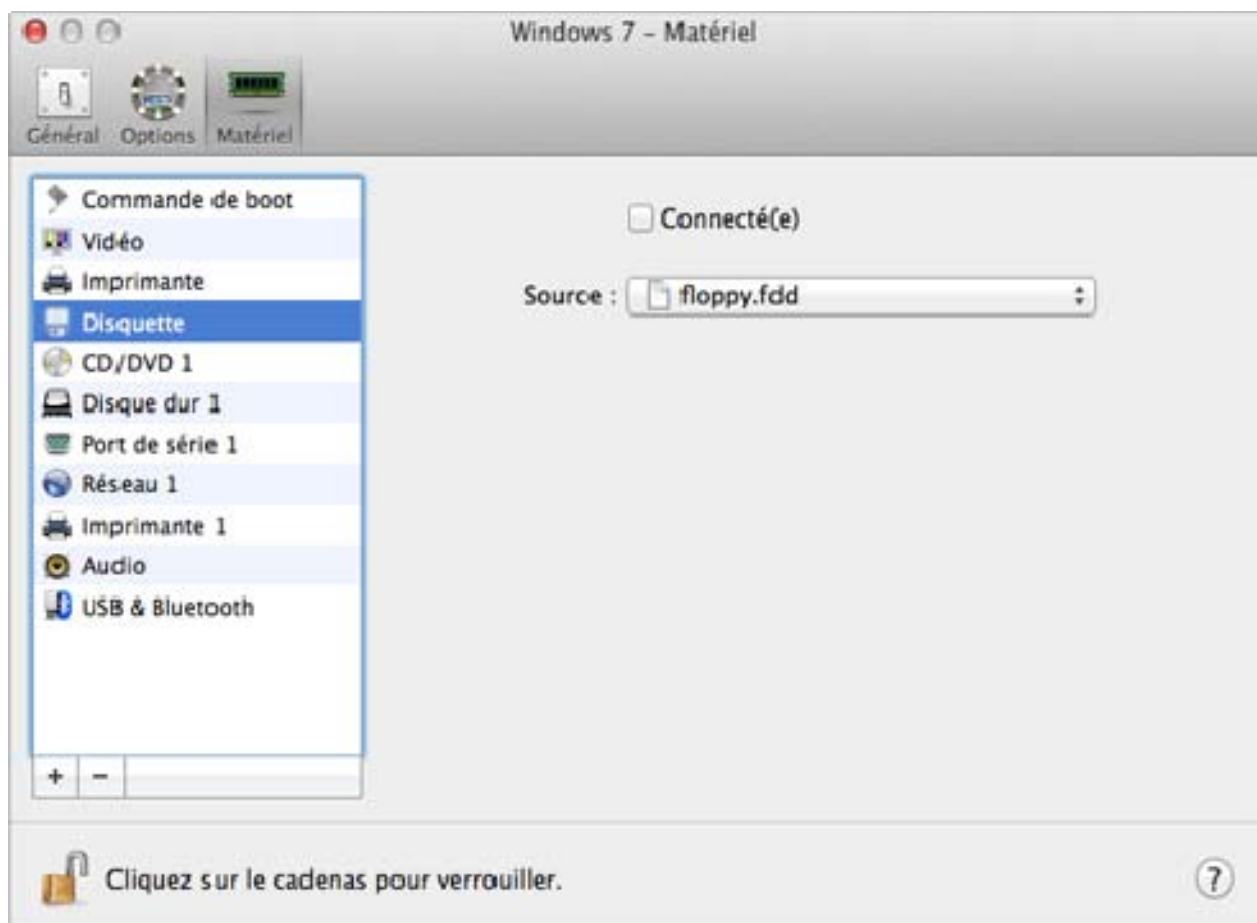 Windows 7 – Matériel
Général Options Matériel
Commande de boot
Vidéo
Imprimante
Disquette
CD/DVD 1
Disque dur 1
Port de série 1
Réseau 1
Imprimante 1
Audio
USB & Bluetooth
+ −
Connecté(e)
Source : floppy.fdd
Cliquez sur le cadenas pour verrouiller.
?